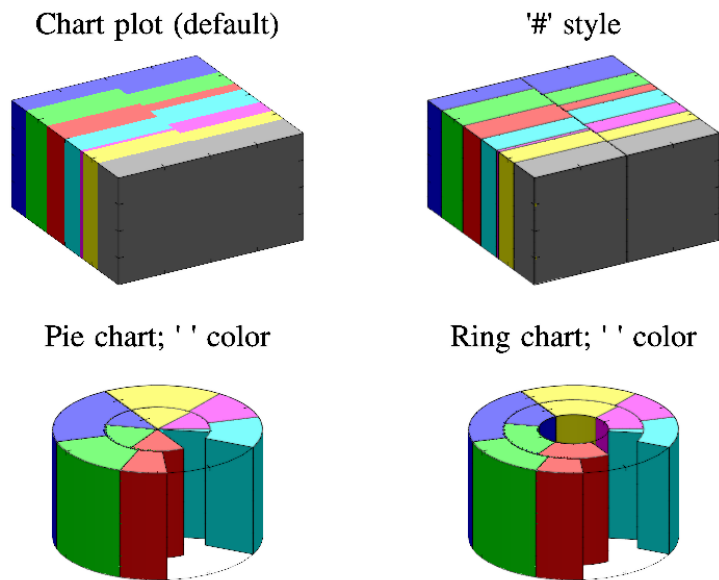 Chart plot (default)
'#' style
Pie chart; ' ' color
Ring chart; ' ' color